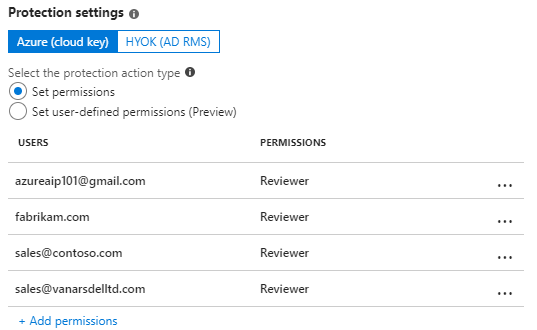 Protection settings
Azure (cloud key) HYOK (AD RMS)
Select the protection action type
Set permissions
Set user-defined permissions (Preview)
USERS PERMISSIONS
azureaip101@gmail.com Reviewer ...
fabrikam.com Reviewer ...
sales@contoso.com Reviewer ...
sales@vanarsdelltd.com Reviewer ...
+ Add permissions